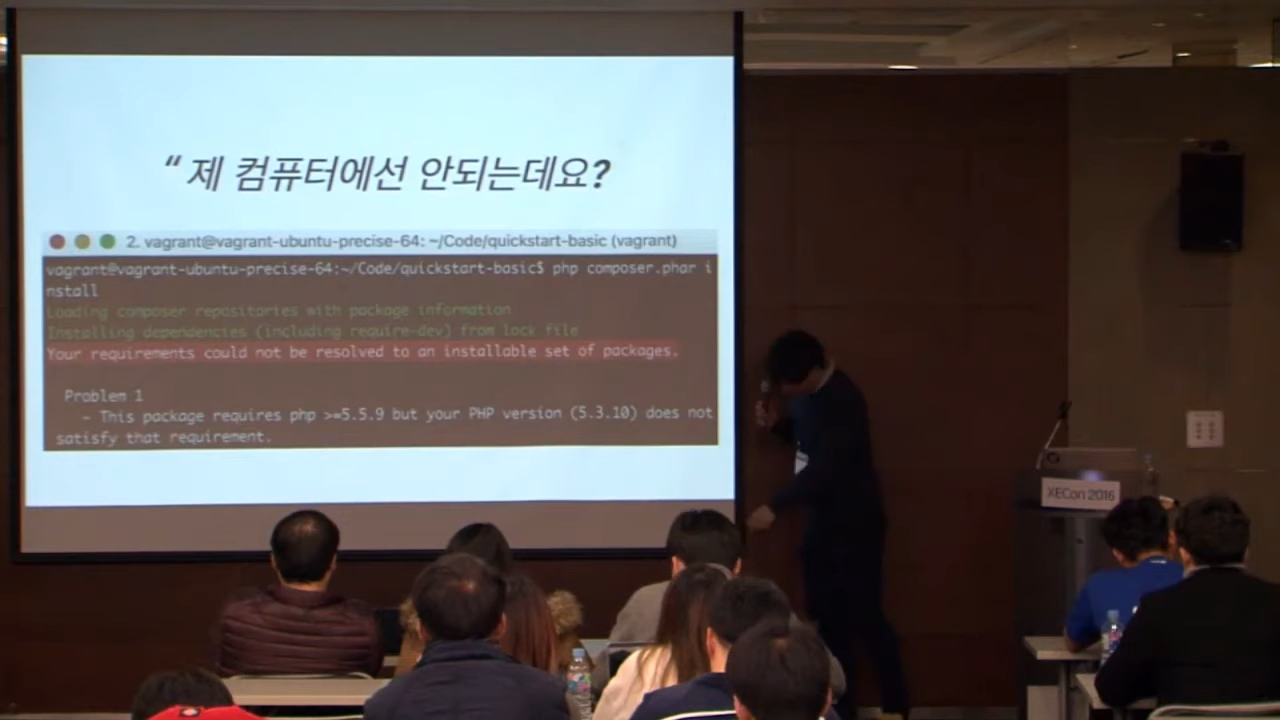 “ 제 컴퓨터에선 안되는데요?
2. vagrant@vagrant-ubuntu-precise-64: ~/Code/quickstart-basic (vagrant)
vagrant@vagrant-ubuntu-precise-64:~/Code/quickstart-basic$ php composer.phar i
nstall
Loading composer repositories with package information
Installing dependencies (including require-dev) from lock file
Your requirements could not be resolved to an installable set of packages.
Problem 1
- This package requires php >=5.5.9 but your PHP version (5.3.10) does not
satisfy that requirement.
XECon 2016